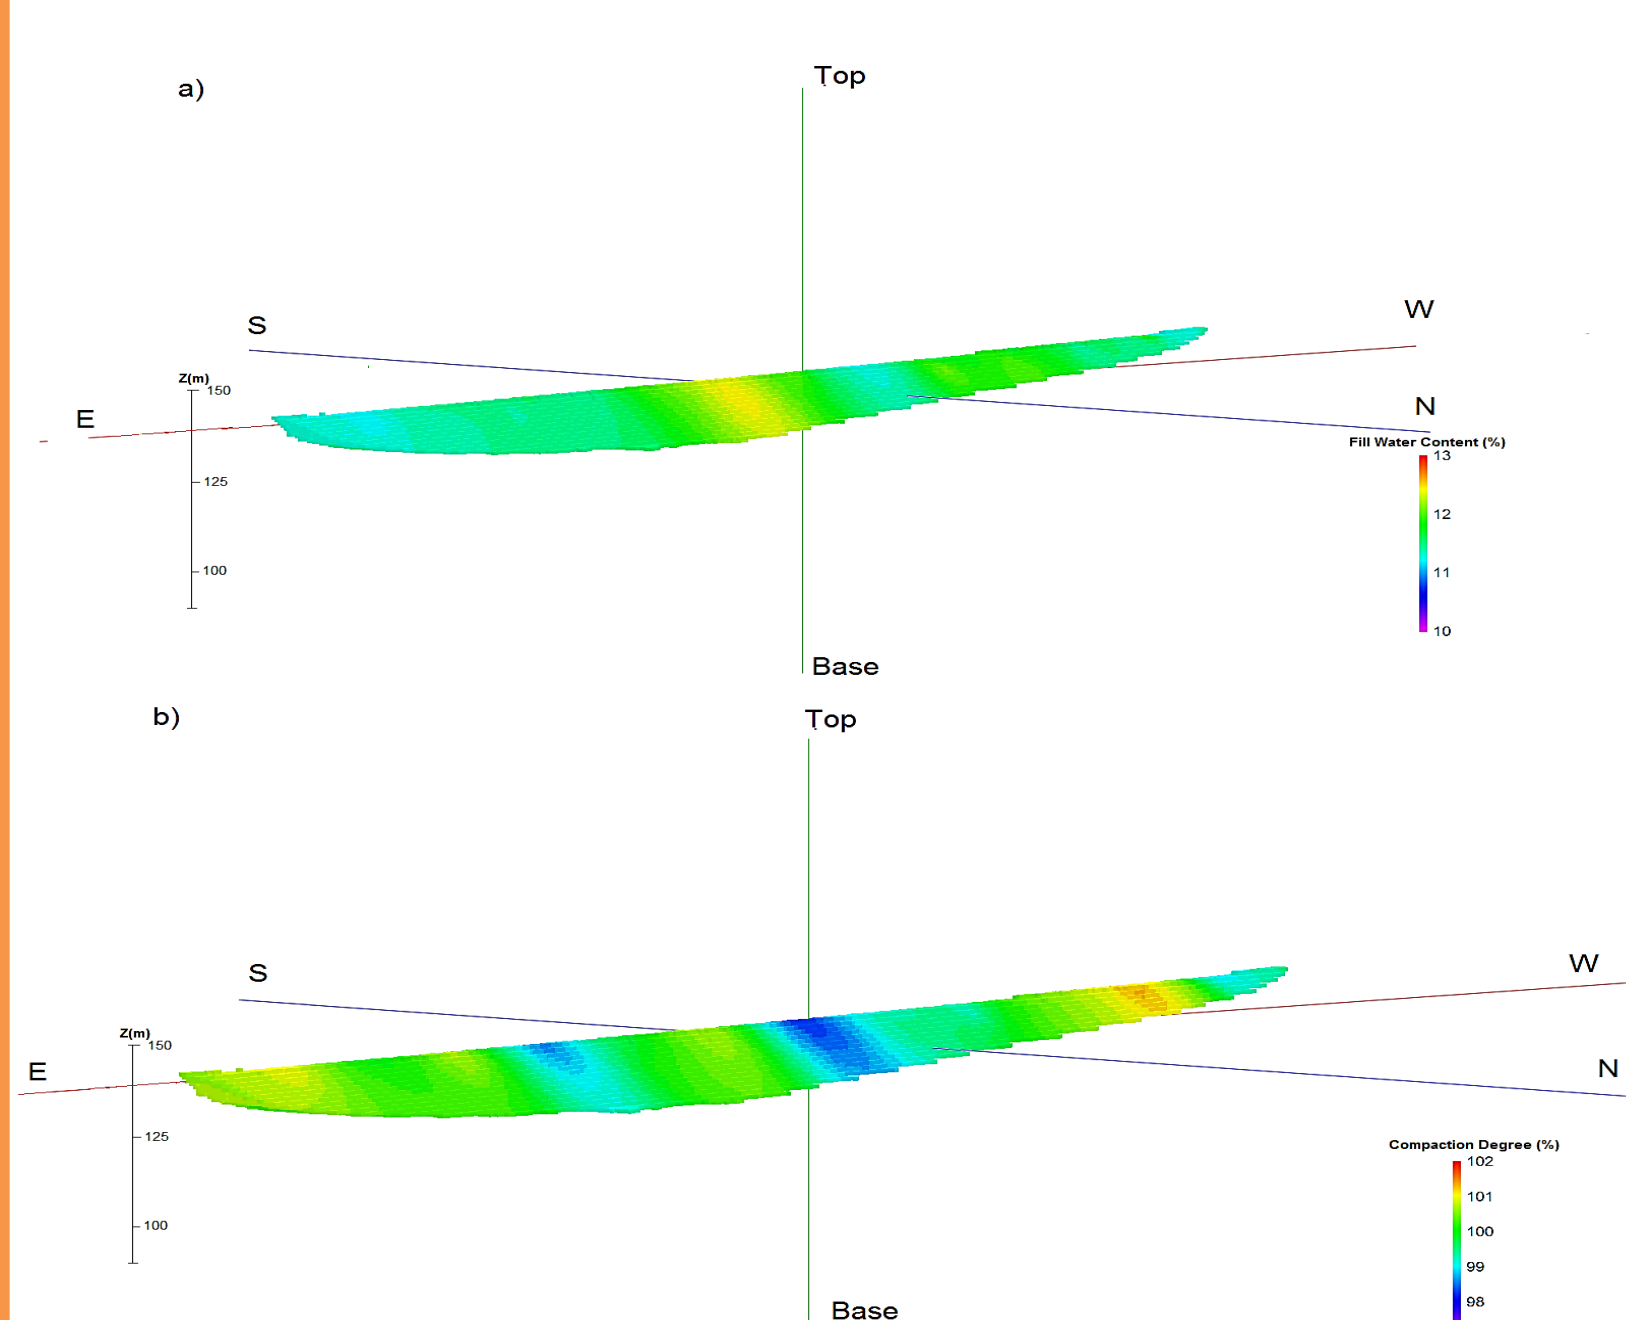 a)
Top
S
W
Z(m)
150
E
N
Fill Water Content (%)
13
125
12
100
11
10
Base
b)
Top
S
W
Z(m)
150
E
N
125
Compaction Degree (%)
102
101
100
100
99
98
Base